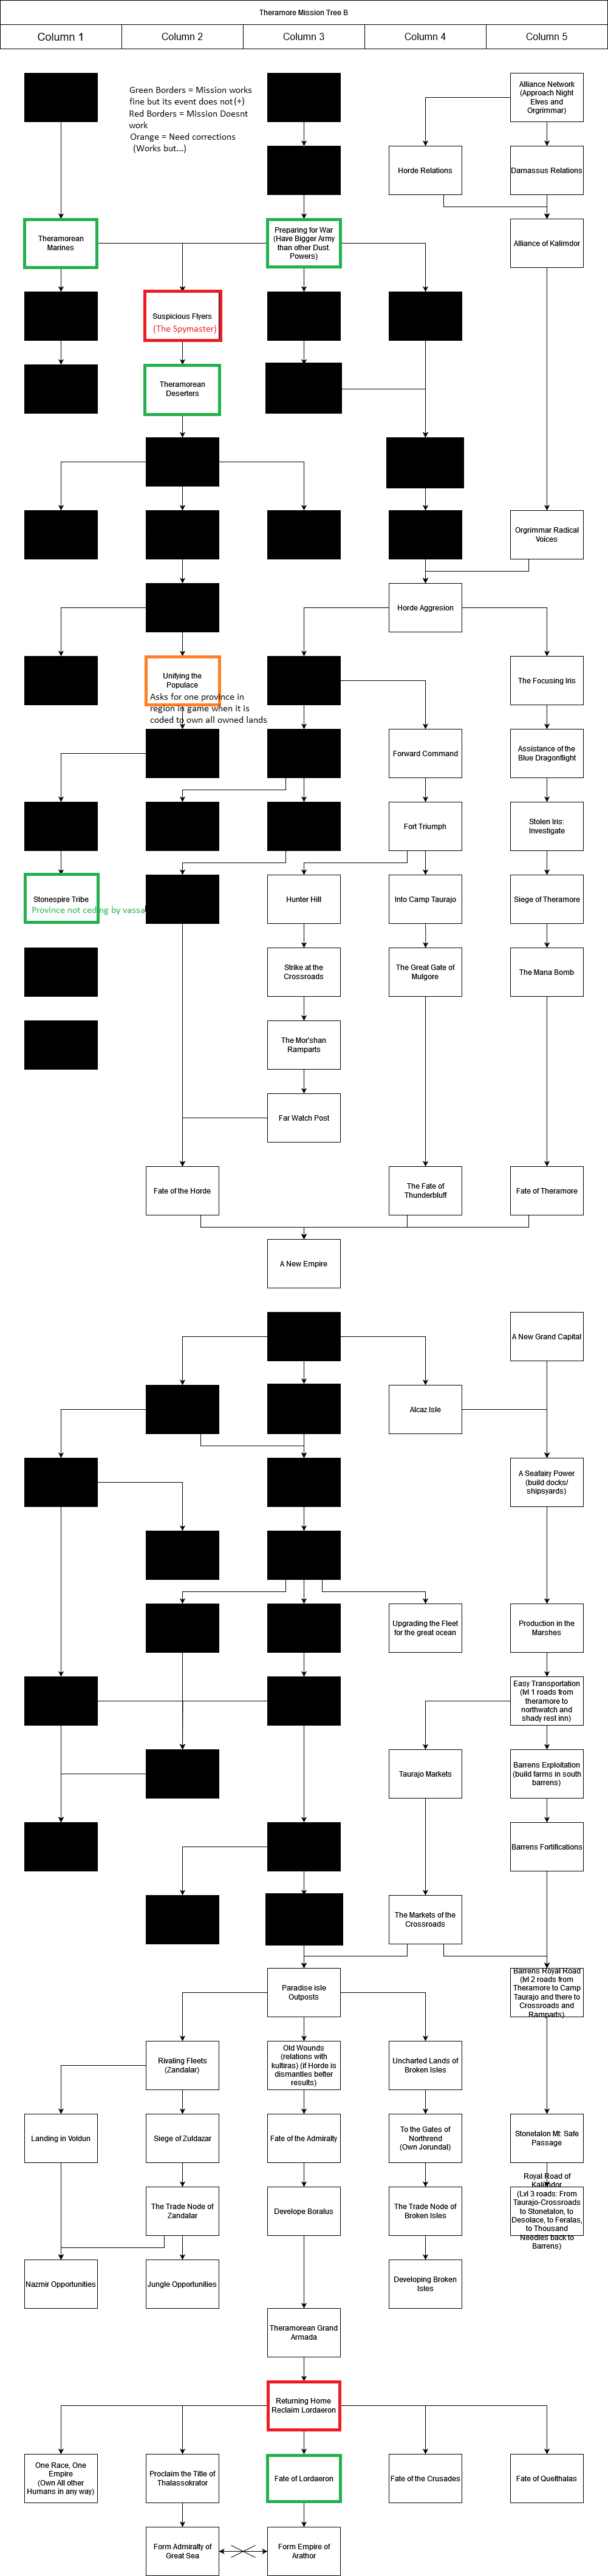 Theramore Mission Tree B
Column 1
Column 2
Column 3
Column 4
Column 5
Green Borders = Mission works
fine but its event does not (+)
Red Borders = Mission Doesnt
work
Orange = Need corrections
(Works but...)
Alliance Network
(Approach Night
Elves and
Orgrimmar)
Horde Relations
Darnassus Relations
Theramorean
Marines
Preparing for War
(Have Bigger Army
than other Dust.
Powers)
Alliance of Kalimdor
Suspicious Flyers
(The Spymaster)
Theramorean
Deserters
Orgrimmar Radical
Voices
Horde Aggresion
Unifying the
Populace
Asks for one province in
region in game when it is
coded to own all owned lands
The Focusing Iris
Forward Command
Assistance of the
Blue Dragonflight
Fort Triumph
Stolen Iris:
Investigate
Stonespire Tribe
Province not ceding by vassa
Hunter Hill
Into Camp Taurajo
Siege of Theramore
Strike at the
Crossroads
The Great Gate of
Mulgore
The Mana Bomb
The Mor'shan
Ramparts
Far Watch Post
Fate of the Horde
The Fate of
Thunderbluff
Fate of Theramore
A New Empire
A New Grand Capital
Alcaz Isle
A Seafairy Power
(build docks/
shipsyards)
Upgrading the Fleet
for the great ocean
Production in the
Marshes
Easy Transportation
(lvl 1 roads from
theramore to
northwatch and
shady rest inn)
Taurajo Markets
Barrens Exploitation
(build farms in south
barrens)
Barrens Fortifications
The Markets of the
Crossroads
Paradise isle
Outposts
Barrens Royal Road
(lvl 2 roads from
Theramore to Camp
Taurajo and there to
Crossroads and
Ramparts)
Rivaling Fleets
(Zandalar)
Old Wounds
(relations with
kultiras) (if Horde is
dismantles better
results)
Uncharted Lands of
Broken Isles
Landing in Voldun
Siege of Zuldazar
Fate of the Admiralty
To the Gates of
Northrend
(Own Jorundal)
Stonetalon Mt: Safe
Passage
The Trade Node of
Zandalar
Develope Boralus
The Trade Node of
Broken Isles
Royal Road of
Kalimdor
(Lvl 3 roads: From
Taurajo-Crossroads
to Stonetalon, to
Desolace, to Feralas,
to Thousand
Needles back to
Barrens)
Nazmir Opportunities
Jungle Opportunities
Developing Broken
Isles
Theramorean Grand
Armada
Returning Home
Reclaim Lordaeron
One Race, One
Empire
(Own All other
Humans in any way)
Proclaim the Title of
Thalassokrator
Fate of Lordaeron
Fate of the Crusades
Fate of Quelthalas
Form Admiralty of
Great Sea
Form Empire of
Arathor